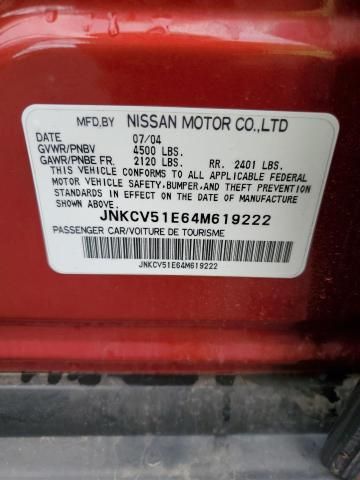 MFD.BY NISSAN MOTOR CO.,LTD
DATE 07/04
GVWR/PNBV 4500 LBS.
GAWR/PNBE FR. 2120 LBS. RR. 2401 LBS.
THIS VEHICLE CONFORMS TO ALL APPLICABLE FEDERAL
MOTOR VEHICLE SAFETY, BUMPER, AND THEFT PREVENTION
STANDARDS IN EFFECT ON THE DATE OF MANUFACTURE
SHOWN ABOVE.
JNKCV51E64M619222
PASSENGER CAR/VOITURE DE TOURISME
JNKCV51E64M619222